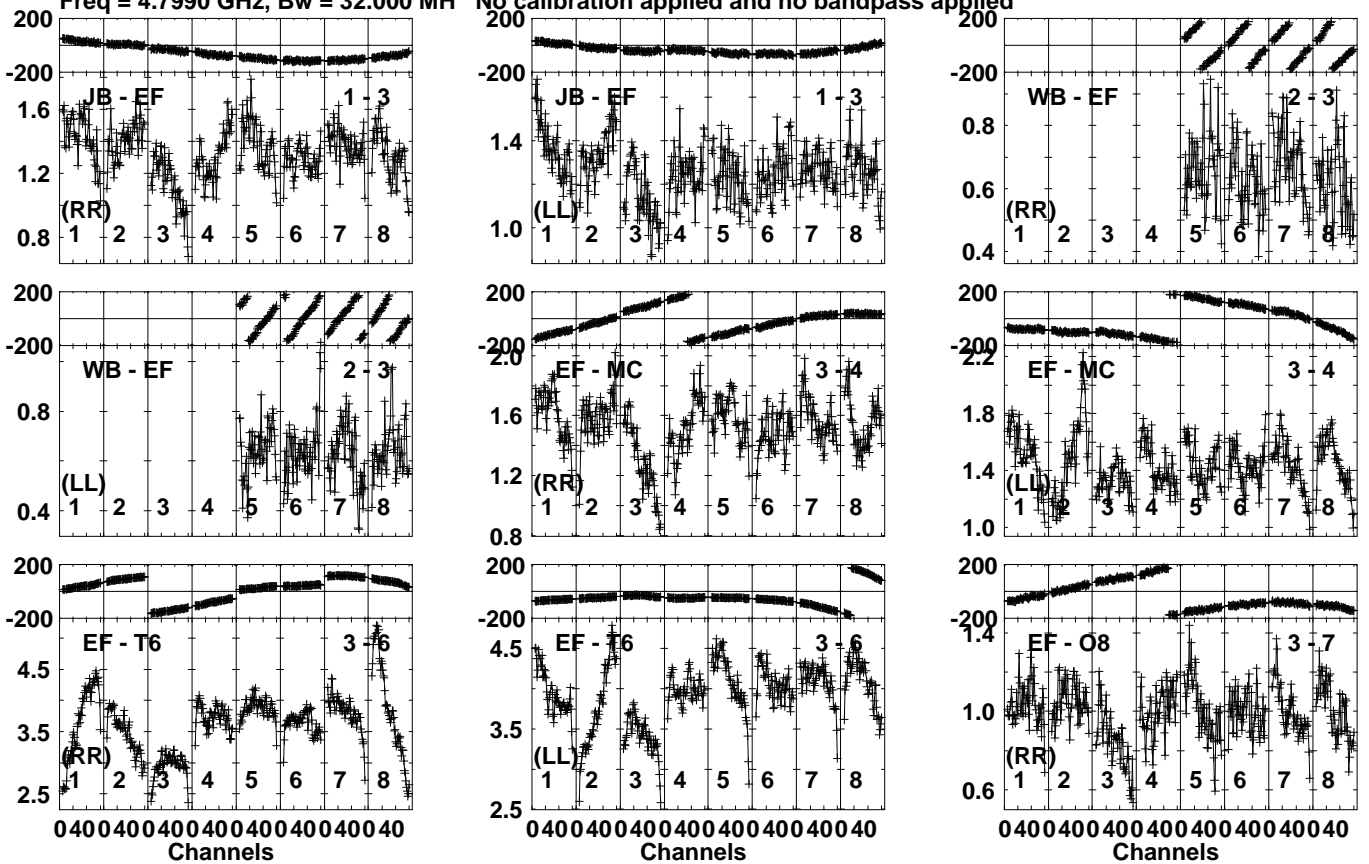 Freq = 4.7990 GHz, Bw = 32.000 MH No calibration applied and no bandpass applied
200
-200
1.6
1.2
0.8
JB - EF 1 - 3
(RR)
1 2 3 4 5 6 7 8
200
-200
1.4
1.0
JB - EF 1 - 3
(LL)
1 2 3 4 5 6 7 8
200
-200
0.8
0.6
0.4
WB - EF 2 - 3
(RR)
1 2 3 4 5 6 7 8
200
-200
0.8
0.4
WB - EF 2 - 3
(LL)
1 2 3 4 5 6 7 8
200
-200
2.0
1.6
1.2
0.8
EF - MC 3 - 4
(RR)
1 2 3 4 5 6 7 8
200
-200
2.2
1.8
1.4
1.0
EF - MC 3 - 4
(LL)
1 2 3 4 5 6 7 8
200
-200
4.5
3.5
2.5
EF - T6 3 - 6
(RR)
1 2 3 4 5 6 7 8
0 40 0 40 0 40 0 40 0 40 0 40 0 40 0 40
Channels
200
-200
4.5
3.5
2.5
EF - T6 3 - 6
(LL)
1 2 3 4 5 6 7 8
0 40 0 40 0 40 0 40 0 40 0 40 0 40 0 40
Channels
200
-200
1.4
1.0
0.6
EF - O8 3 - 7
(RR)
1 2 3 4 5 6 7 8
0 40 0 40 0 40 0 40 0 40 0 40 0 40 0 40
Channels